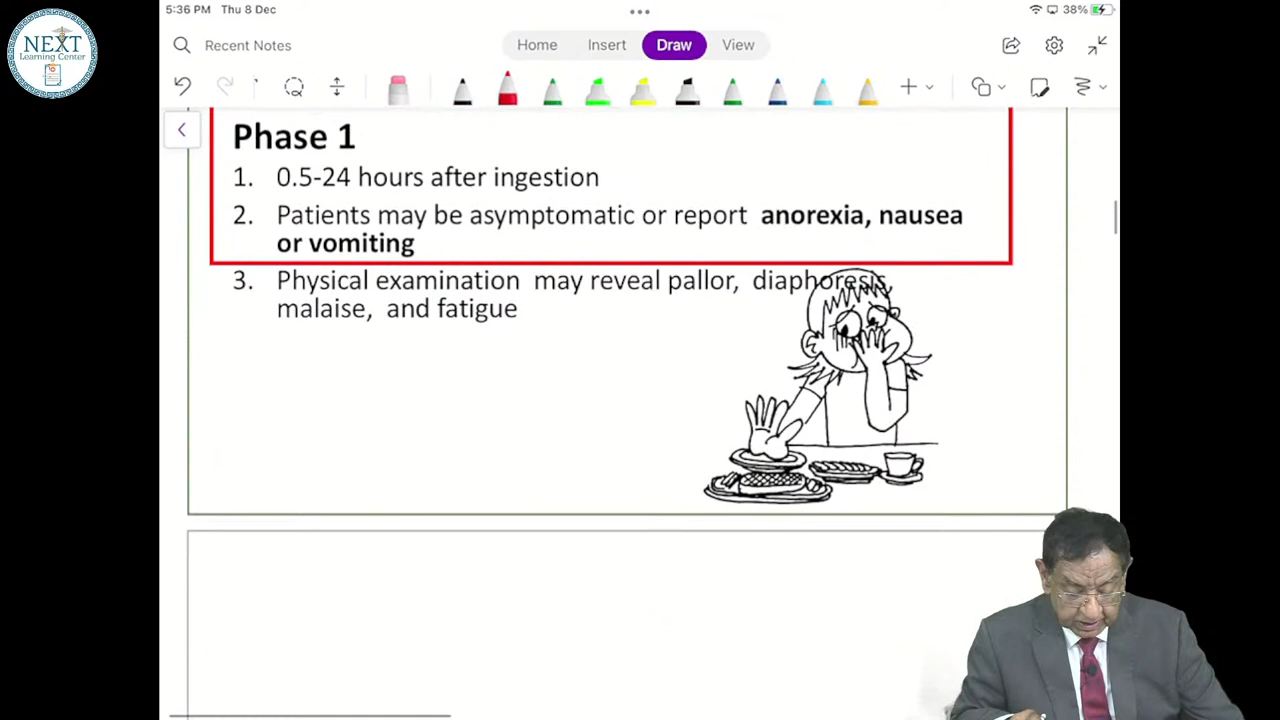 5:36 PM Thu 8 Dec
38%
NEXT
Learning Center
Recent Notes
Home Insert Draw View
Phase 1
1. 0.5-24 hours after ingestion
2. Patients may be asymptomatic or report anorexia, nausea
or vomiting
3. Physical examination may reveal pallor, diaphoresis,
malaise, and fatigue